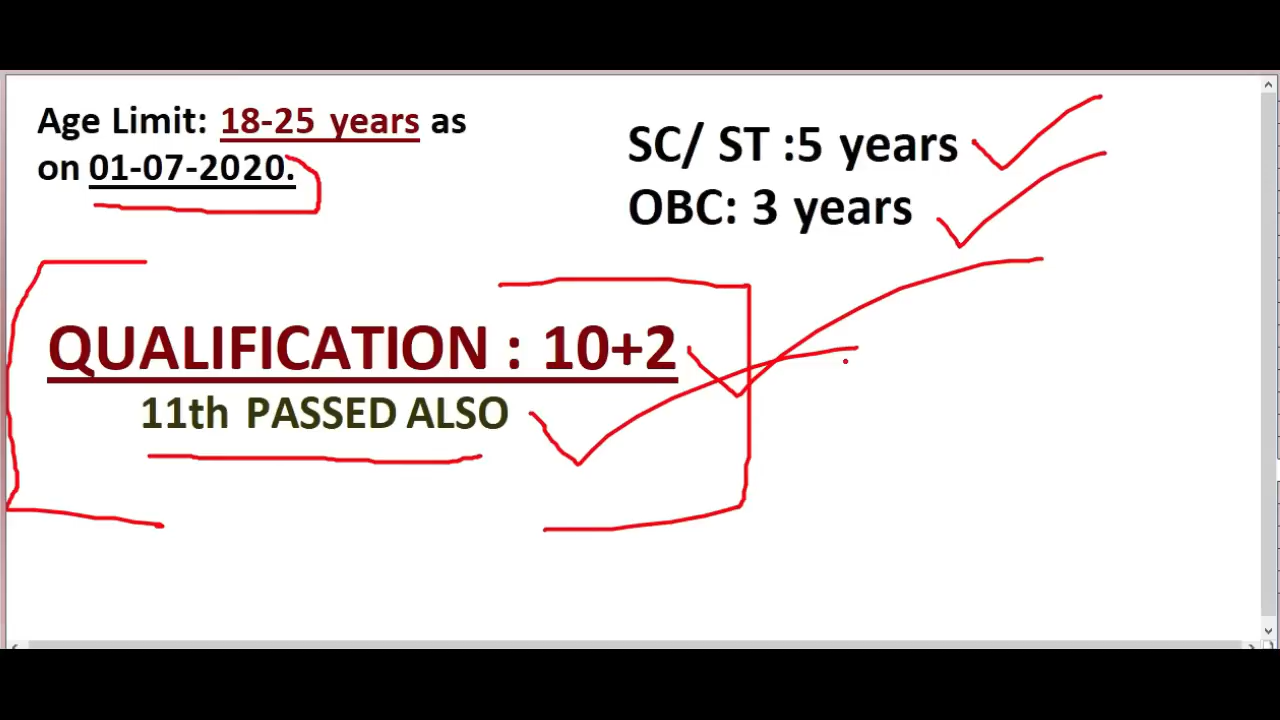 Age Limit: 18-25 years as
on 01-07-2020.
SC/ ST :5 years
OBC: 3 years
QUALIFICATION : 10+2
11th PASSED ALSO